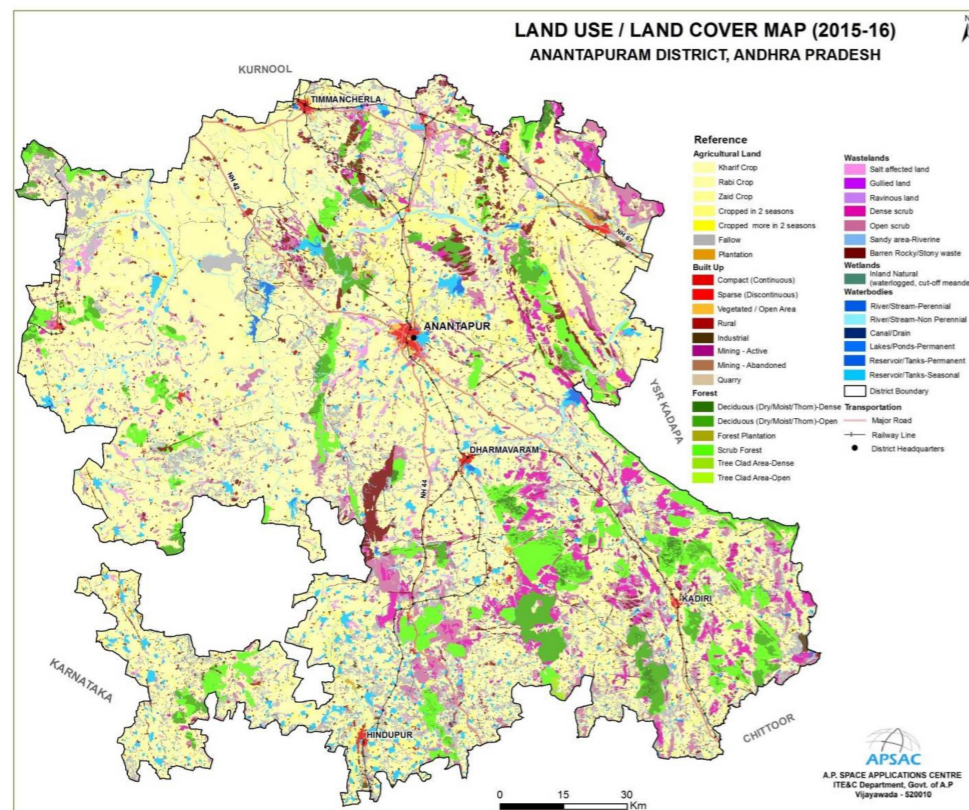 LAND USE / LAND COVER MAP (2015-16)
ANANTAPURAM DISTRICT, ANDHRA PRADESH
N
KURNOOL
TIMMANCHERLA
NH 42
NH 67
ANANTAPUR
YSR KADAPA
DHARMAVARAM
NH 44
KADIRI
KARNATAKA
HINDUPUR
CHITTOOR
Reference
Agricultural Land
Kharif Crop
Rabi Crop
Zaid Crop
Cropped in 2 seasons
Cropped more in 2 seasons
Fallow
Plantation
Built Up
Compact (Continuous)
Sparse (Discontinuous)
Vegetated / Open Area
Rural
Industrial
Mining - Active
Mining - Abandoned
Quarry
Forest
Deciduous (Dry/Moist/Thorn)-Dense
Deciduous (Dry/Moist/Thorn)-Open
Forest Plantation
Scrub Forest
Tree Clad Area-Dense
Tree Clad Area-Open
Wastelands
Salt affected land
Gullied land
Ravinous land
Dense scrub
Open scrub
Sandy area-Riverine
Barren Rocky/Stony waste
Wetlands
Inland Natural
(waterlogged, cut-off meande
Waterbodies
River/Stream-Perennial
River/Stream-Non Perennial
Canal/Drain
Lakes/Ponds-Permanent
Reservoir/Tanks-Permanent
Reservoir/Tanks-Seasonal
District Boundary
Transportation
Major Road
Railway Line
District Headquarters
APSAC
A.P. SPACE APPLICATIONS CENTRE
ITE&C Department, Govt. of A.P
Vijayawada - 520010
0 15 30
Km